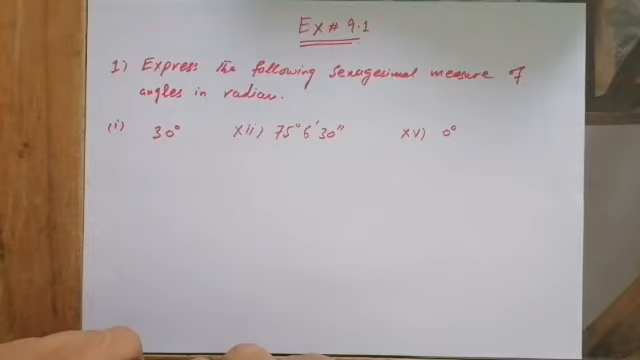 Ex # 9.1
1) Express the following Sexagesimal measure of
angles in radian.
(i) 30° xii) 75° 6' 30" xv) 0°